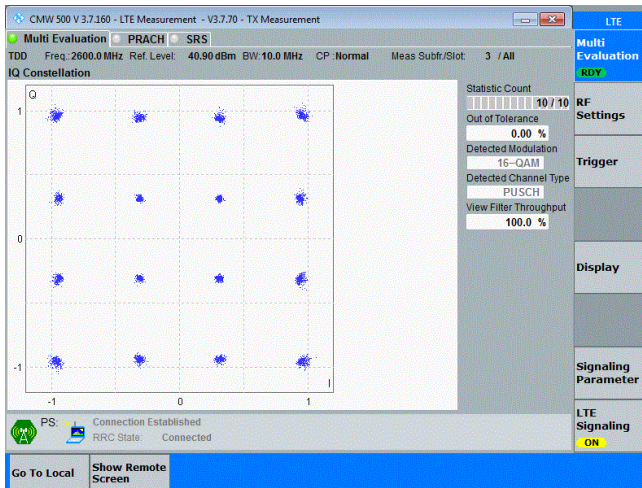 CMW 500 V 3.7.160 - LTE Measurement - V3.7.70 - TX Measurement
LTE
Multi Evaluation PRACH SRS
TDD Freq.: 2600.0 MHz Ref. Level: 40.90 dBm BW: 10.0 MHz CP : Normal Meas Subfr./Slot: 3 / All
IQ Constellation
Q
1
0
-1
-1 0 1
I
Statistic Count
10 / 10
Out of Tolerance
0.00 %
Detected Modulation
16-QAM
Detected Channel Type
PUSCH
View Filter Throughput
100.0 %
Multi
Evaluation
RDY
RF
Settings
Trigger
Display
Signaling
Parameter
LTE
Signaling
ON
PS: Connection Established
RRC State: Connected
Go To Local
Show Remote
Screen